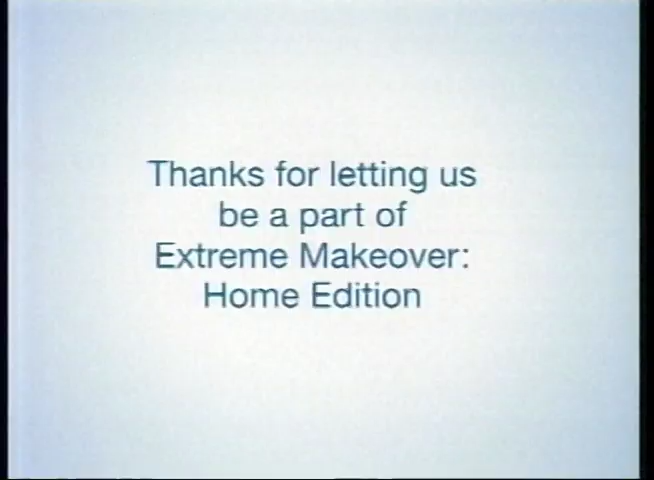 Thanks for letting us
be a part of
Extreme Makeover:
Home Edition